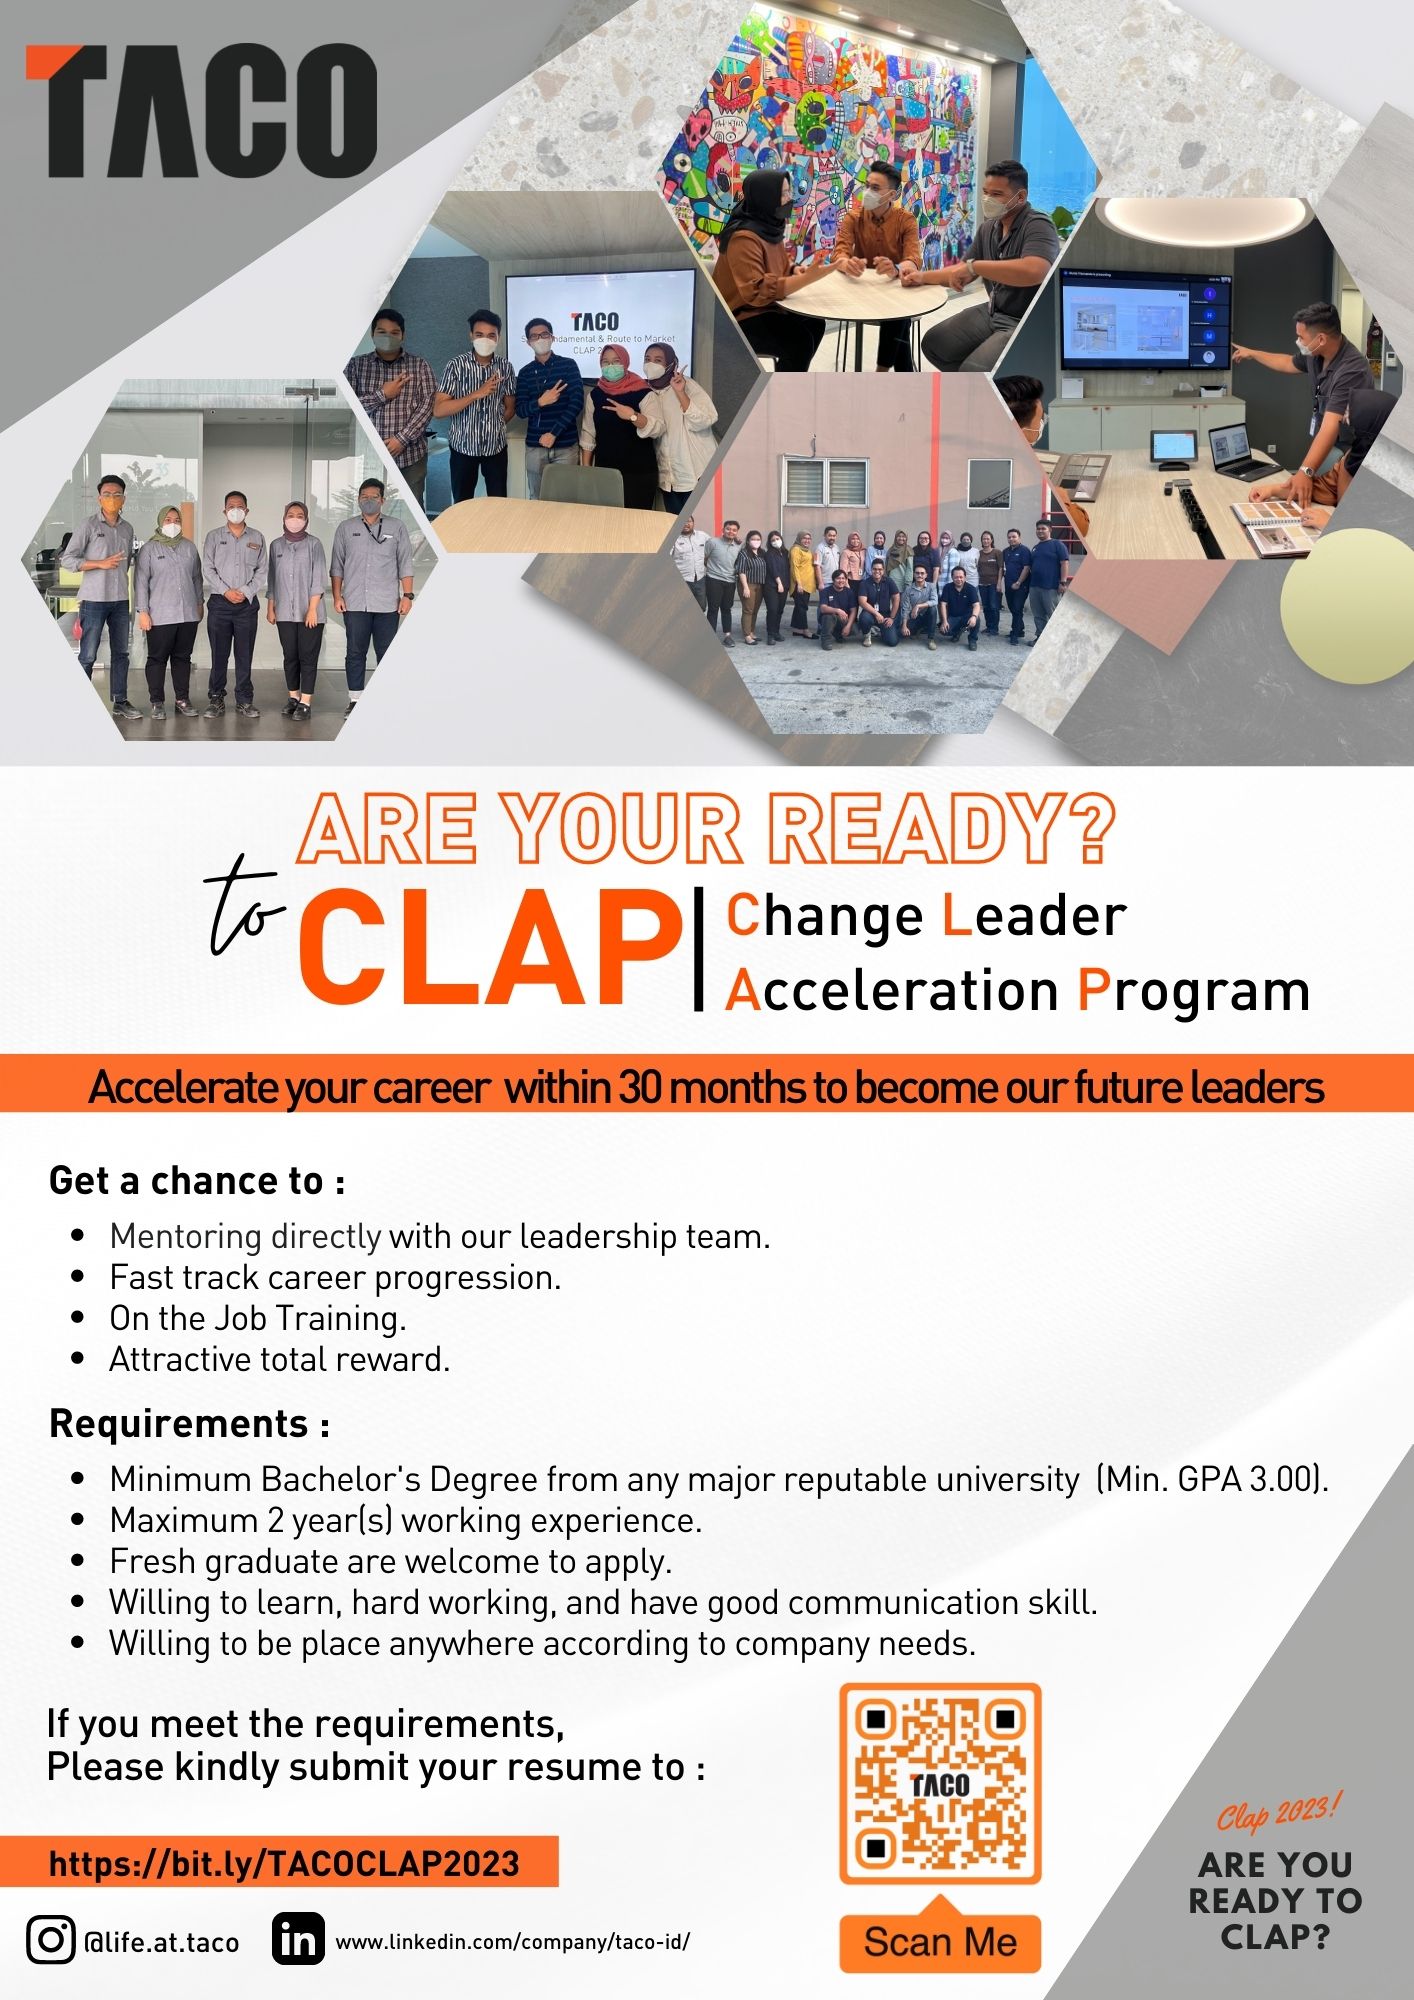 TACO
TACO
Fundamental & Route to Market
CLAP
TACO
ARE YOUR READY?
to CLAP
Change Leader
Acceleration Program
Accelerate your career within 30 months to become our future leaders
Get a chance to :
• Mentoring directly with our leadership team.
• Fast track career progression.
• On the Job Training.
• Attractive total reward.
Requirements :
• Minimum Bachelor's Degree from any major reputable university (Min. GPA 3.00).
• Maximum 2 year(s) working experience.
• Fresh graduate are welcome to apply.
• Willing to learn, hard working, and have good communication skill.
• Willing to be place anywhere according to company needs.
If you meet the requirements,
Please kindly submit your resume to :
https://bit.ly/TACOCLAP2023
@life.at.taco
in
www.linkedin.com/company/taco-id/
TACO
Scan Me
Clap 2023!
ARE YOU
READY TO
CLAP?